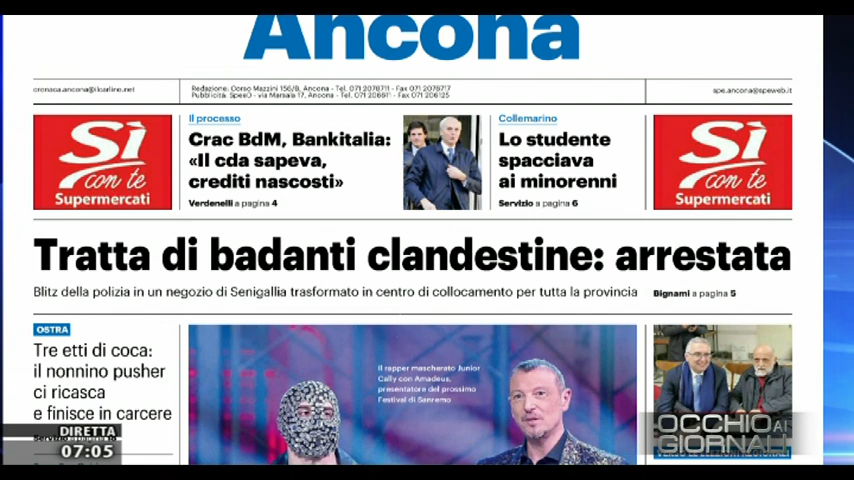 Ancona
cronaca.ancona@ilcarlino.net
Redazione: Corso Mazzini 156/B, Ancona - Tel. 071 2078711 - Fax 071 2078717
Pubblicità: SpeeD - via Marsala 17, Ancona - Tel. 071 206611 - Fax 071 206125
spe.ancona@speweb.it
SÌ
con te
Supermercati
Il processo
Crac BdM, Bankitalia:
«Il cda sapeva,
crediti nascosti»
Verdenelli a pagina 4
Collemarino
Lo studente
spacciava
ai minorenni
Servizio a pagina 6
SÌ
con te
Supermercati
Tratta di badanti clandestine: arrestata
Blitz della polizia in un negozio di Senigallia trasformato in centro di collocamento per tutta la provincia
Bignami a pagina 5
OSTRA
Tre etti di coca:
il nonnino pusher
ci ricasca
e finisce in carcere
Il rapper mascherato Junior
Cally con Amadeus,
presentatore del prossimo
Festival di Sanremo
DIRETTA
07:05
OCCHIO AI
GIORNALI